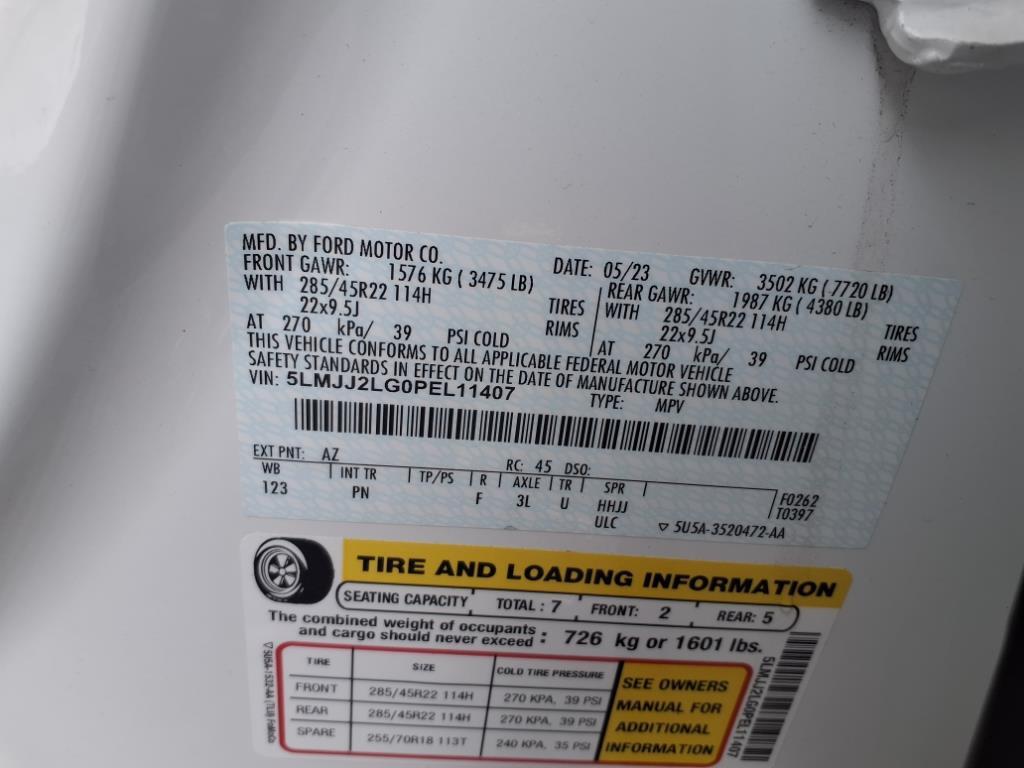 MFD. BY FORD MOTOR CO.
DATE: 05/23 GVWR: 3502 KG ( 7720 LB)
FRONT GAWR: 1576 KG ( 3475 LB) REAR GAWR: 1987 KG ( 4380 LB)
WITH 285/45R22 114H TIRES WITH 285/45R22 114H TIRES
22x9.5J RIMS 22x9.5J RIMS
AT 270 kPa/ 39 PSI COLD AT 270 kPa/ 39 PSI COLD
THIS VEHICLE CONFORMS TO ALL APPLICABLE FEDERAL MOTOR VEHICLE
SAFETY STANDARDS IN EFFECT ON THE DATE OF MANUFACTURE SHOWN ABOVE.
VIN: 5LMJJ2LG0PEL11407 TYPE: MPV
EXT PNT: AZ RC: 45 DSO:
WB INT TR TP/PS R AXLE TR SPR
123 PN F 3L U HHJJ
ULC
F0262
T0397
5U5A-3520472-AA
TIRE AND LOADING INFORMATION
SEATING CAPACITY TOTAL : 7 FRONT: 2 REAR: 5
The combined weight of occupants
and cargo should never exceed : 726 kg or 1601 lbs.
TIRE SIZE COLD TIRE PRESSURE
FRONT 285/45R22 114H 270 KPA, 39 PSI
REAR 285/45R22 114H 270 KPA, 39 PSI
SPARE 255/70R18 113T 240 KPA, 35 PSI
SEE OWNERS
MANUAL FOR
ADDITIONAL
INFORMATION
5LMJJ2LG0PEL11407
5U5A-1532-AA